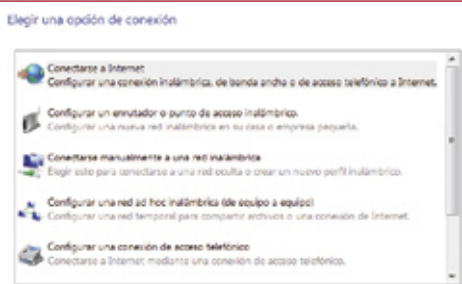 Elegir una opción de conexión
Conectarse a Internet
Configurar una conexión inalámbrica, de banda ancha o de acceso telefónico a Internet.
Configurar un enrutador o punto de acceso inalámbrico.
Configurar una nueva red inalámbrica en su casa o empresa pequeña.
Conectarse manualmente a una red inalámbrica
Elegir esto para conectarse a una red oculta o crear un nuevo perfil inalámbrico.
Configurar una red ad hoc inalámbrica (de equipo a equipo)
Configurar una red temporal para compartir archivos o una conexión de Internet.
Configurar una conexión de acceso telefónico
Conectarse a Internet mediante una conexión de acceso telefónico.